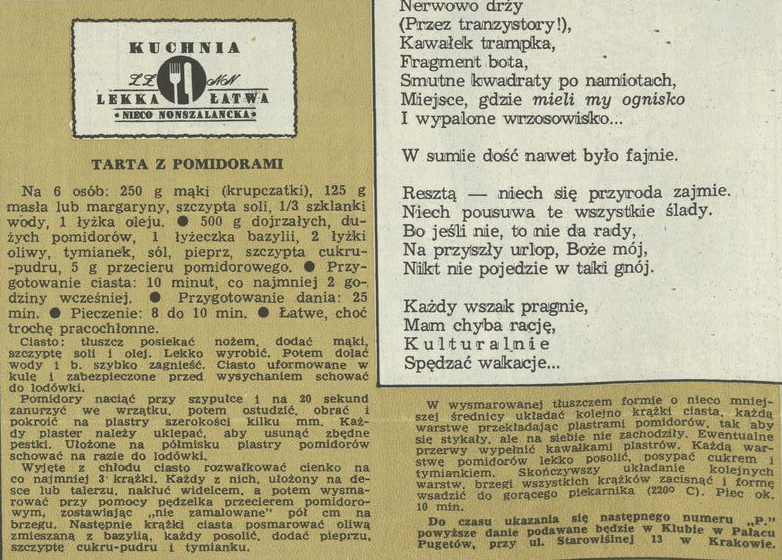 KUCHNIA
LEKKA ŁATWA
• NIECO NONSZALANCKA •
TARTA Z POMIDORAMI
Na 6 osób: 250 g mąki (krupczatki), 125 g
masła lub margaryny, szczypta soli, 1/3 szklanki
wody, 1 łyżka oleju. ● 500 g dojrzałych, du-
żych pomidorów, 1 łyżeczka bazylii, 2 łyżki
oliwy, tymianek, sól, pieprz, szczypta cukru-
-pudru, 5 g przecieru pomidorowego. ● Przy-
gotowanie ciasta: 10 minut, co najmniej 2 go-
dziny wcześniej. ● Przygotowanie dania: 25
min. ● Pieczenie: 8 do 10 min. ● Łatwe, choć
trochę pracochłonne.
Ciasto: tłuszcz posiekać nożem, dodać mąki,
szczyptę soli i olej. Lekko wyrobić. Potem dolać
wody i b. szybko zagnieść. Ciasto uformowane w
kulę i zabezpieczone przed wysychaniem schować
do lodówki.
Pomidory naciąć przy szypułce i na 20 sekund
zanurzyć we wrzątku, potem ostudzić, obrać i
pokroić na plastry szerokości kilku mm. Każ-
dy plaster należy uklepać, aby usunąć zbędne
pestki. Ułożone na półmisku plastry pomidorów
schować na razie do lodówki.
Wyjęte z chłodu ciasto rozwałkować cienko na
co najmniej 3 krążki. Każdy z nich, ułożony na de-
sce lub talerzu, nakłuć widelcem, a potem wysma-
rować przy pomocy pędzelka przecierem pomidoro-
wym, zostawiając „nie zamalowane" pół cm na
brzegu. Następnie krążki ciasta posmarować oliwą
zmieszaną z bazylią, każdy posolić, dodać pieprzu,
szczyptę cukru-pudru i tymianku.
Nerwowo drży
(Przez tranzystory!),
Kawałek trampka,
Fragment bota,
Smutne kwadraty po namiotach,
Miejsce, gdzie mieli my ognisko
I wypalone wrzosowisko...
W sumie dość nawet było fajnie.
Resztą — niech się przyroda zajmie.
Niech pousuwa te wszystkie ślady.
Bo jeśli nie, to nie da rady,
Na przyszły urlop, Boże mój,
Nikt nie pojedzie w taki gnój.
Każdy wszak pragnie,
Mam chyba rację,
Kulturalnie
Spędzać wakacje...
W wysmarowanej tłuszczem formie o nieco mniej-
szej średnicy układać kolejno krążki ciasta, każdą
warstwę przekładając plastrami pomidorów, tak aby
się stykały, ale na siebie nie zachodziły. Ewentualne
przerwy wypełnić kawałkami plastrów. Każdą war-
stwę pomidorów lekko posolić, posypać cukrem i
tymiankiem. Skończywszy układanie kolejnych
warstw, brzegi wszystkich krążków zacisnąć i formę
wsadzić do gorącego piekarnika (220° C). Piec ok.
10 min.
Do czasu ukazania się następnego numeru „P."
powyższe danie podawane będzie w Klubie w Pałacu
Pugetów, przy ul. Starowiślnej 13 w Krakowie.